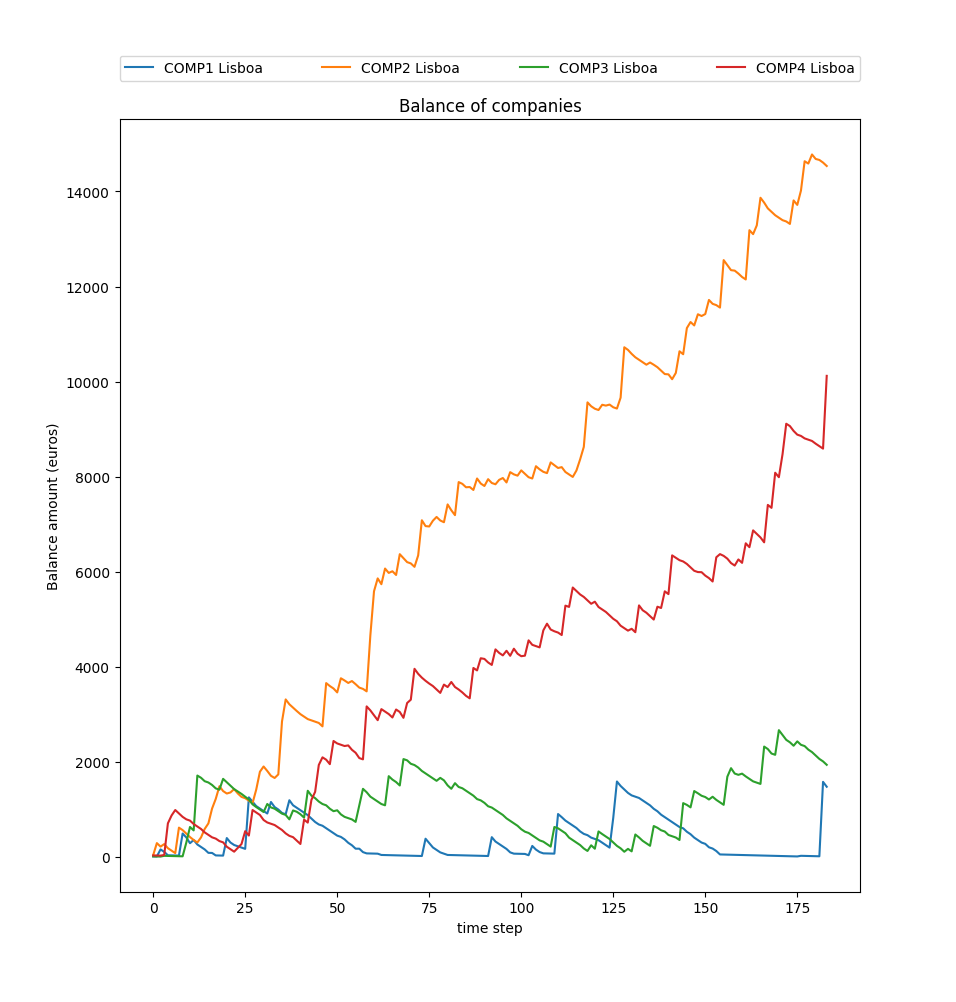 COMP1 Lisboa COMP2 Lisboa COMP3 Lisboa COMP4 Lisboa
Balance of companies
14000
12000
10000
8000
6000
4000
2000
0
Balance amount (euros)
0 25 50 75 100 125 150 175
time step